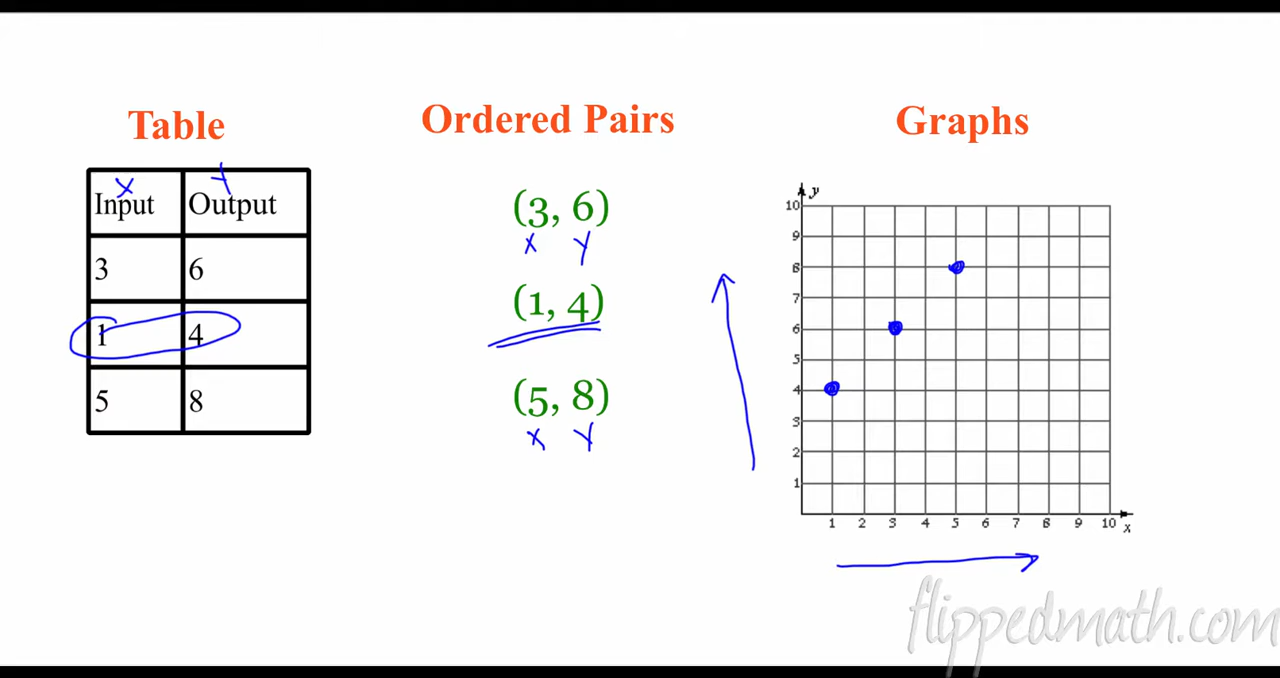 Table
x y
Input Output
3 6
1 4
5 8
Ordered Pairs
(3, 6)
x y
(1, 4)
(5, 8)
x y
Graphs
y
10
9
8
7
6
5
4
3
2
1
1 2 3 4 5 6 7 8 9 10 x
flippedmath.com